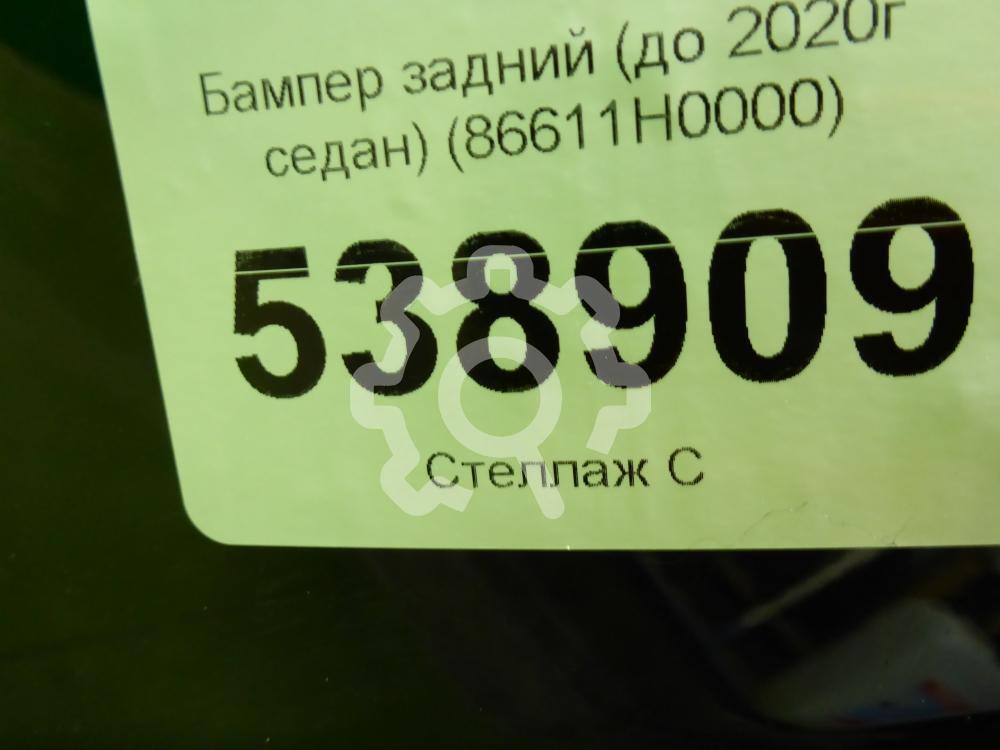 Бампер задний (до 2020г
седан) (86611H0000)
538909
Стеллаж С